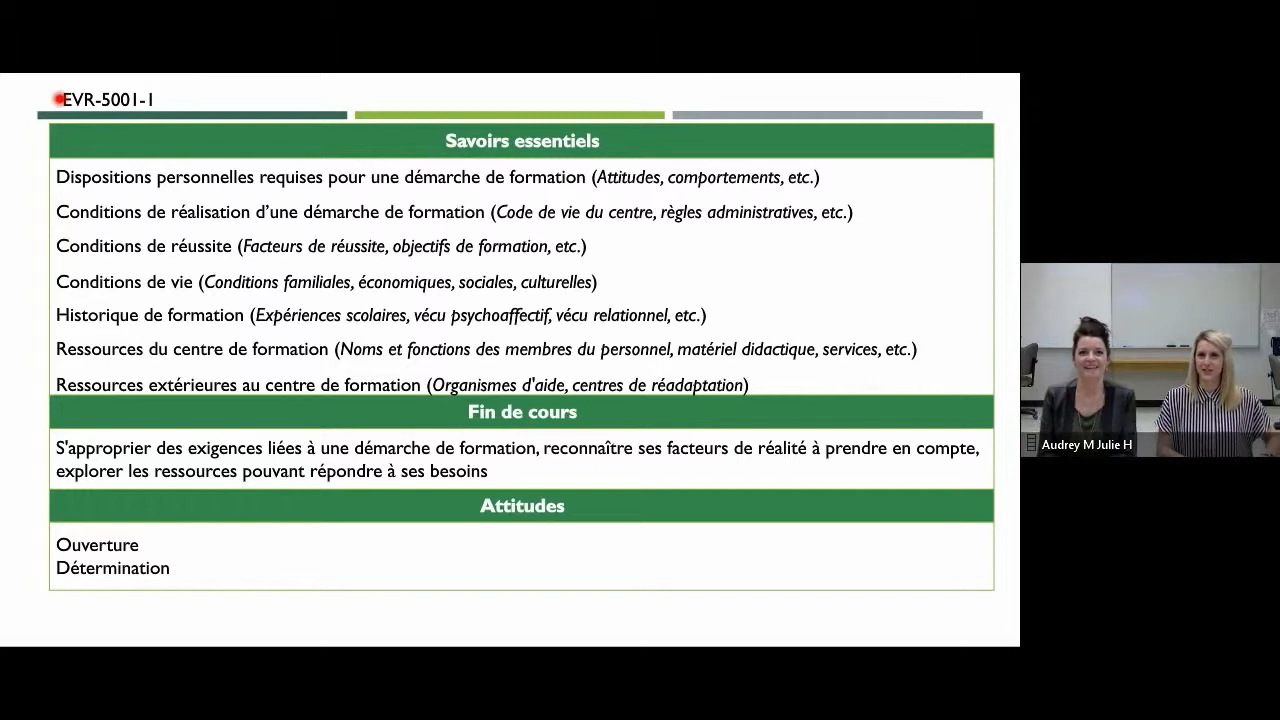 EVR-5001-1
Savoirs essentiels
Dispositions personnelles requises pour une démarche de formation (Attitudes, comportements, etc.)
Conditions de réalisation d’une démarche de formation (Code de vie du centre, règles administratives, etc.)
Conditions de réussite (Facteurs de réussite, objectifs de formation, etc.)
Conditions de vie (Conditions familiales, économiques, sociales, culturelles)
Historique de formation (Expériences scolaires, vécu psychoaffectif, vécu relationnel, etc.)
Ressources du centre de formation (Noms et fonctions des membres du personnel, matériel didactique, services, etc.)
Ressources extérieures au centre de formation (Organismes d'aide, centres de réadaptation)
Fin de cours
S'approprier des exigences liées à une démarche de formation, reconnaître ses facteurs de réalité à prendre en compte,
explorer les ressources pouvant répondre à ses besoins
Attitudes
Ouverture
Détermination
Audrey M Julie H